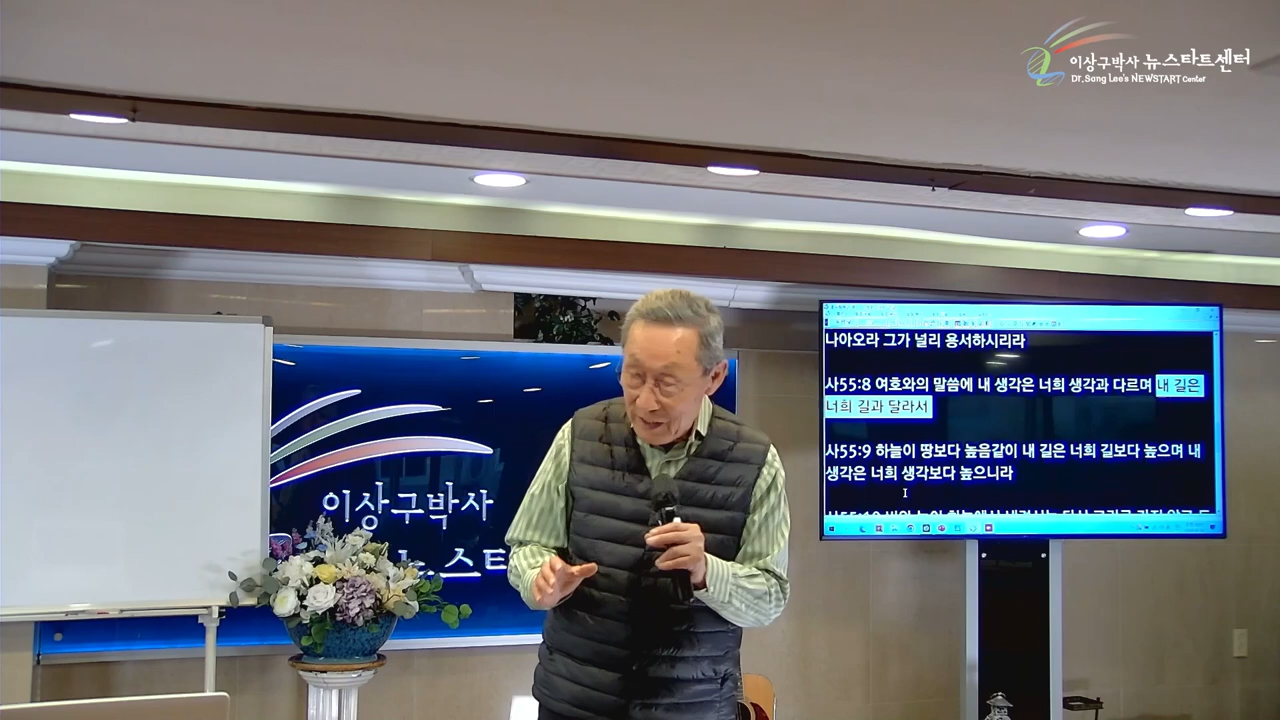 이상구박사 뉴스타트센터
Dr. Sang Lee's NEWSTART Center
나아오라 그가 널리 용서하시리라
사55:8 여호와의 말씀에 내 생각은 너희 생각과 다르며 내 길은
너희 길과 달라서
사55:9 하늘이 땅보다 높음같이 내 길은 너희 길보다 높으며 내
생각은 너희 생각보다 높으니라
이상구박사
뉴스타